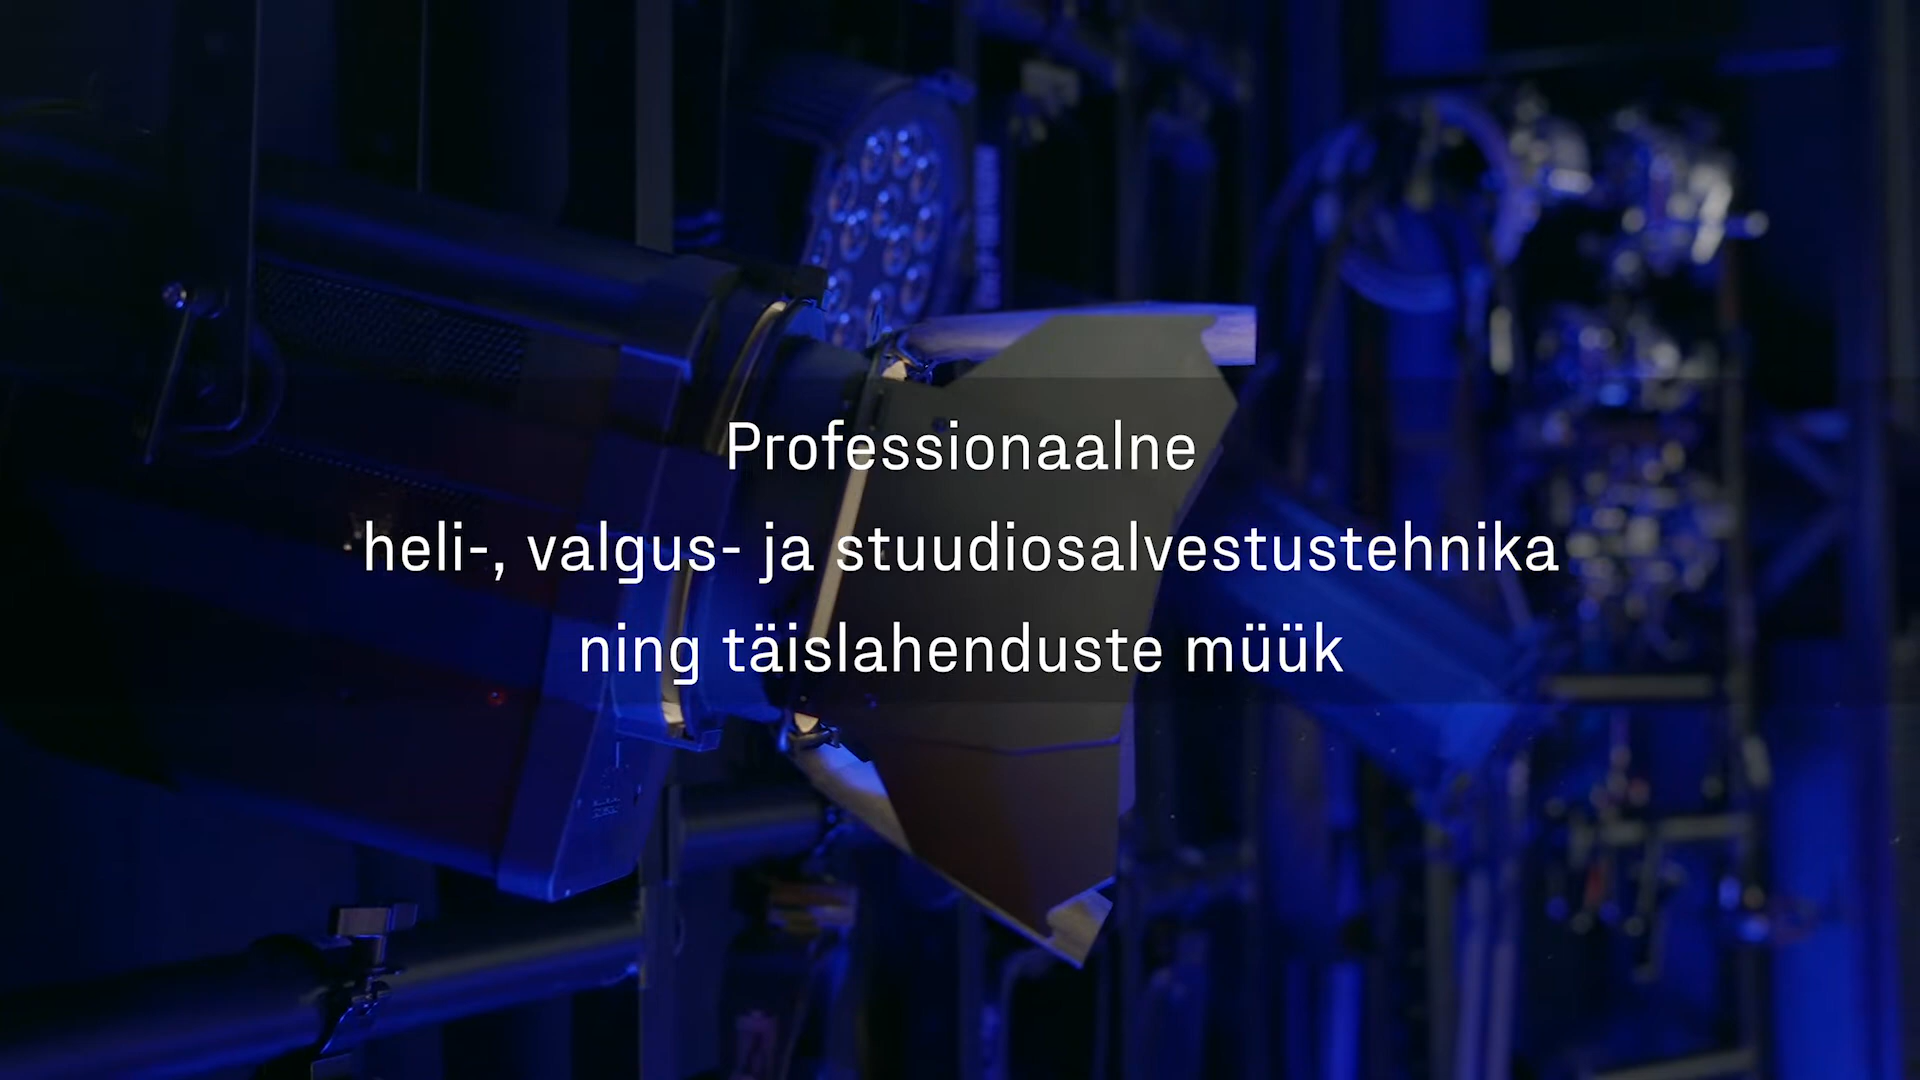 Professionaalne
heli-, valgus- ja stuudiosalvestustehnika
ning täislahenduste müük